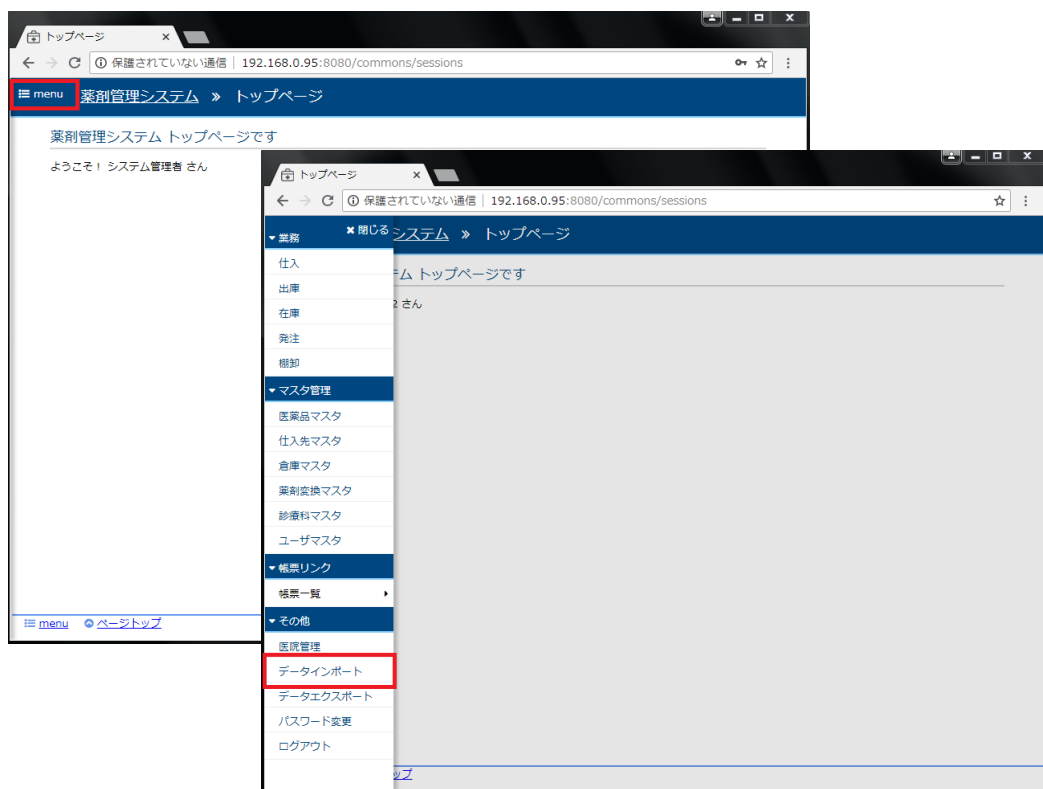 トップページ
保護されていない通信 | 192.168.0.95:8080/commons/sessions
menu 薬剤管理システム » トップページ
薬剤管理システム トップページです
ようこそ！ システム管理者 さん
menu ページトップ
トップページ
保護されていない通信 | 192.168.0.95:8080/commons/sessions
業務 ✖閉じる システム » トップページ
仕入
テム トップページです
出庫
2 さん
在庫
発注
棚卸
マスタ管理
医薬品マスタ
仕入先マスタ
倉庫マスタ
薬剤変換マスタ
診療科マスタ
ユーザマスタ
帳票リンク
帳票一覧
その他
医院管理
データインポート
データエクスポート
パスワード変更
ログアウト
ップ